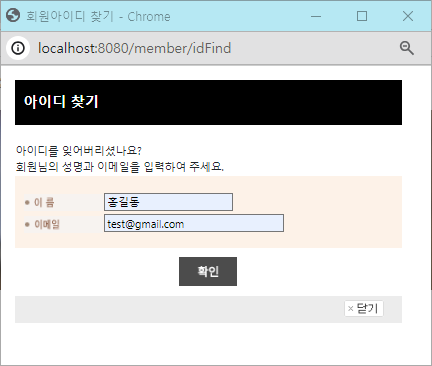 회원아이디 찾기 - Chrome
localhost:8080/member/idFind
아이디 찾기
아이디를 잊어버리셨나요?
회원님의 성명과 이메일을 입력하여 주세요.
이 름 홍길동
이메일 test@gmail.com
확인
× 닫기